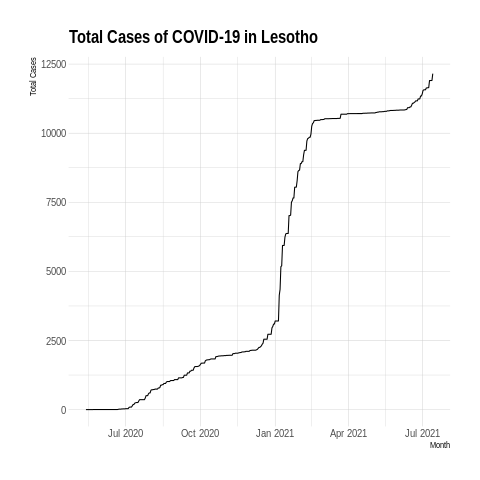 Total Cases of COVID-19 in Lesotho
Total Cases
12500
10000
7500
5000
2500
0
Jul 2020 Oct 2020 Jan 2021 Apr 2021 Jul 2021
Month